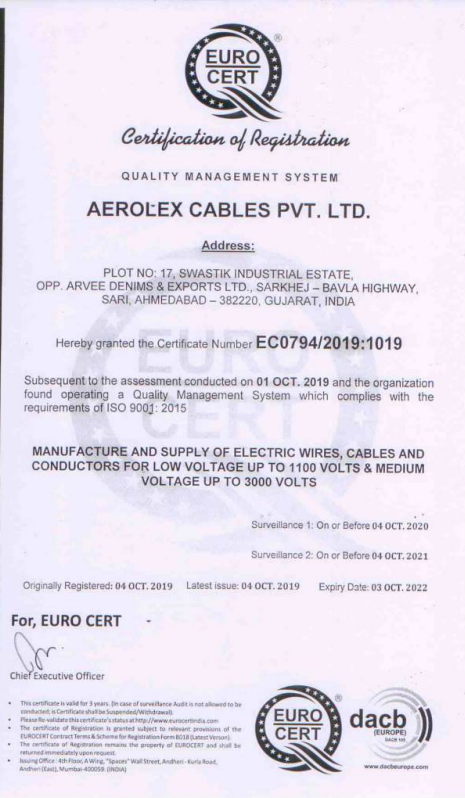 EURO
CERT
®
Certification of Registration
QUALITY MANAGEMENT SYSTEM
AEROLEX CABLES PVT. LTD.
Address:
PLOT NO: 17, SWASTIK INDUSTRIAL ESTATE,
OPP. ARVEE DENIMS & EXPORTS LTD., SARKHEJ – BAVLA HIGHWAY,
SARI, AHMEDABAD – 382220, GUJARAT, INDIA
Hereby granted the Certificate Number EC0794/2019:1019
Subsequent to the assessment conducted on 01 OCT. 2019 and the organization
found operating a Quality Management System which complies with the
requirements of ISO 9001: 2015
MANUFACTURE AND SUPPLY OF ELECTRIC WIRES, CABLES AND
CONDUCTORS FOR LOW VOLTAGE UP TO 1100 VOLTS & MEDIUM
VOLTAGE UP TO 3000 VOLTS
Surveillance 1: On or Before 04 OCT. 2020
Surveillance 2: On or Before 04 OCT. 2021
Originally Registered: 04 OCT. 2019 Latest issue: 04 OCT. 2019 Expiry Date: 03 OCT. 2022
For, EURO CERT
Chief Executive Officer
• This certificate is valid for 3 years. (In case of surveillance Audit is not allowed to be
conducted; is Certificate shall be Suspended/Withdrawal).
• Please Re-validate this certificate's status at http://www.eurocertindia.com
• The certificate of Registration is granted subject to relevant provisions of the
EUROCERT Contract Terms & Scheme for Registration Form 8018 (Latest Version).
• The certificate of Registration remains the property of EUROCERT and shall be
returned immediately upon request.
• Issuing Office : 4th Floor, A Wing, "Spaces" Wall Street, Andheri - Kurla Road,
Andheri (East), Mumbai-400059. (INDIA)
EURO
CERT
®
dacb
(EUROPE)
www.dacbeurope.com